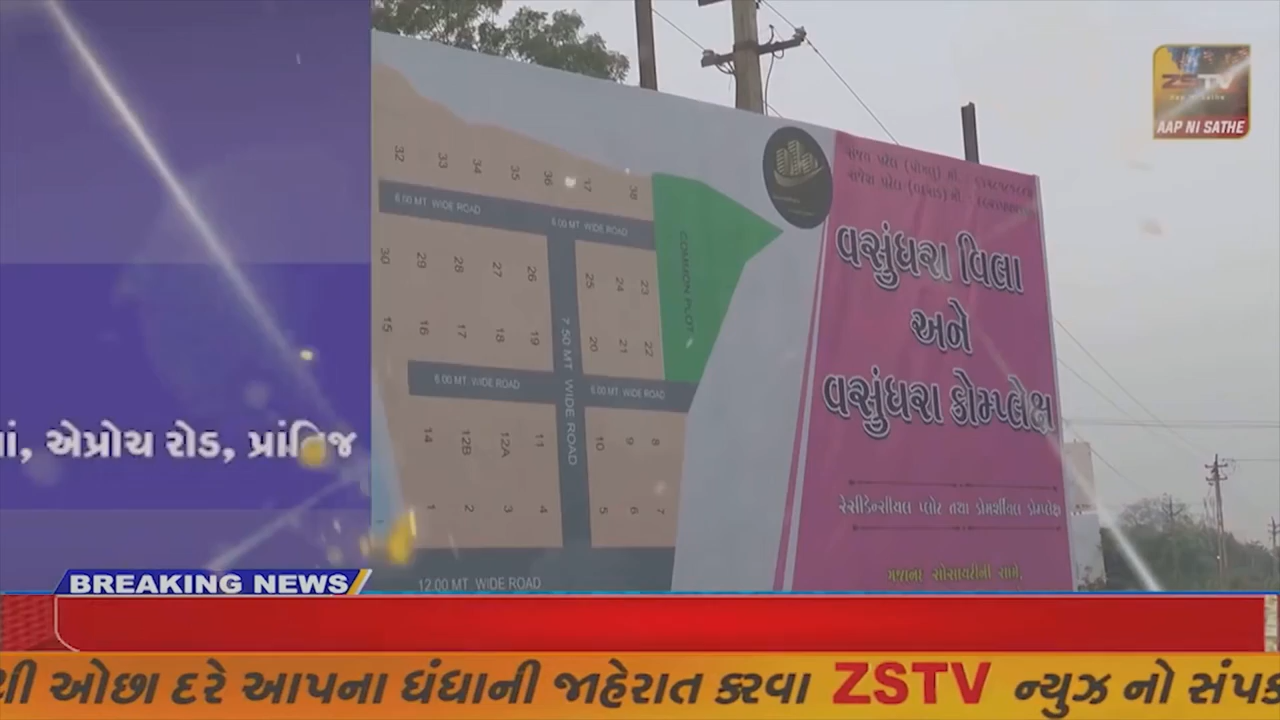 ZSTV
AAP NI SATHE
32 33 34 35 36 38
6.00 MT. WIDE ROAD
6.00 MT. WIDE ROAD
COMMON PLOT
30 29 28 27 26 25 24 23
15 16 17 18 19 20 21 22
7.50 MT WIDE ROAD
6.00 MT. WIDE ROAD
6.00 MT. WIDE ROAD
14 12B 12A 11 10 9 8
1 2 3 4 5 6 7
12.00 MT. WIDE ROAD
વસુંધરા વિલા
અને
વસુંધરા કોમ્પ્લેક્ષ
રેસીડેન્સીયલ પ્લોટ તથા કોમર્શીયલ કોમ્પ્લેક્ષ
ગજાનંદ સોસાયટીની સામે,
એપ્રોચ રોડ, પ્રાંતિજ
BREAKING NEWS
ઓછા દરે આપના ધંધાની જાહેરાત કરવા ZSTV ન્યુઝ નો સંપક